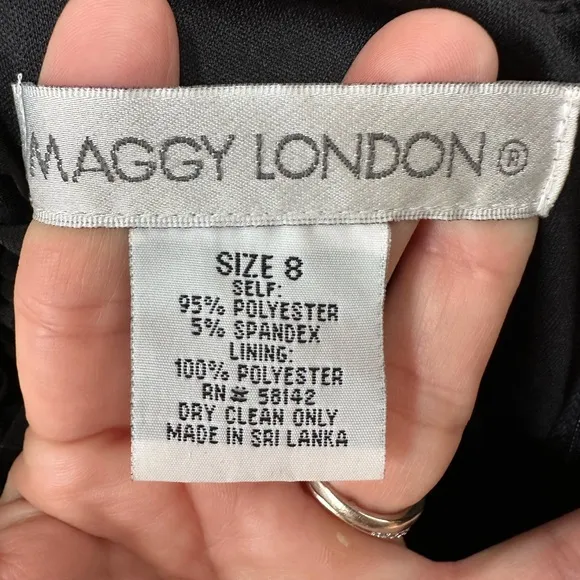 MAGGY LONDON®
SIZE 8
SELF:
95% POLYESTER
5% SPANDEX
LINING:
100% POLYESTER
RN# 58142
DRY CLEAN ONLY
MADE IN SRI LANKA